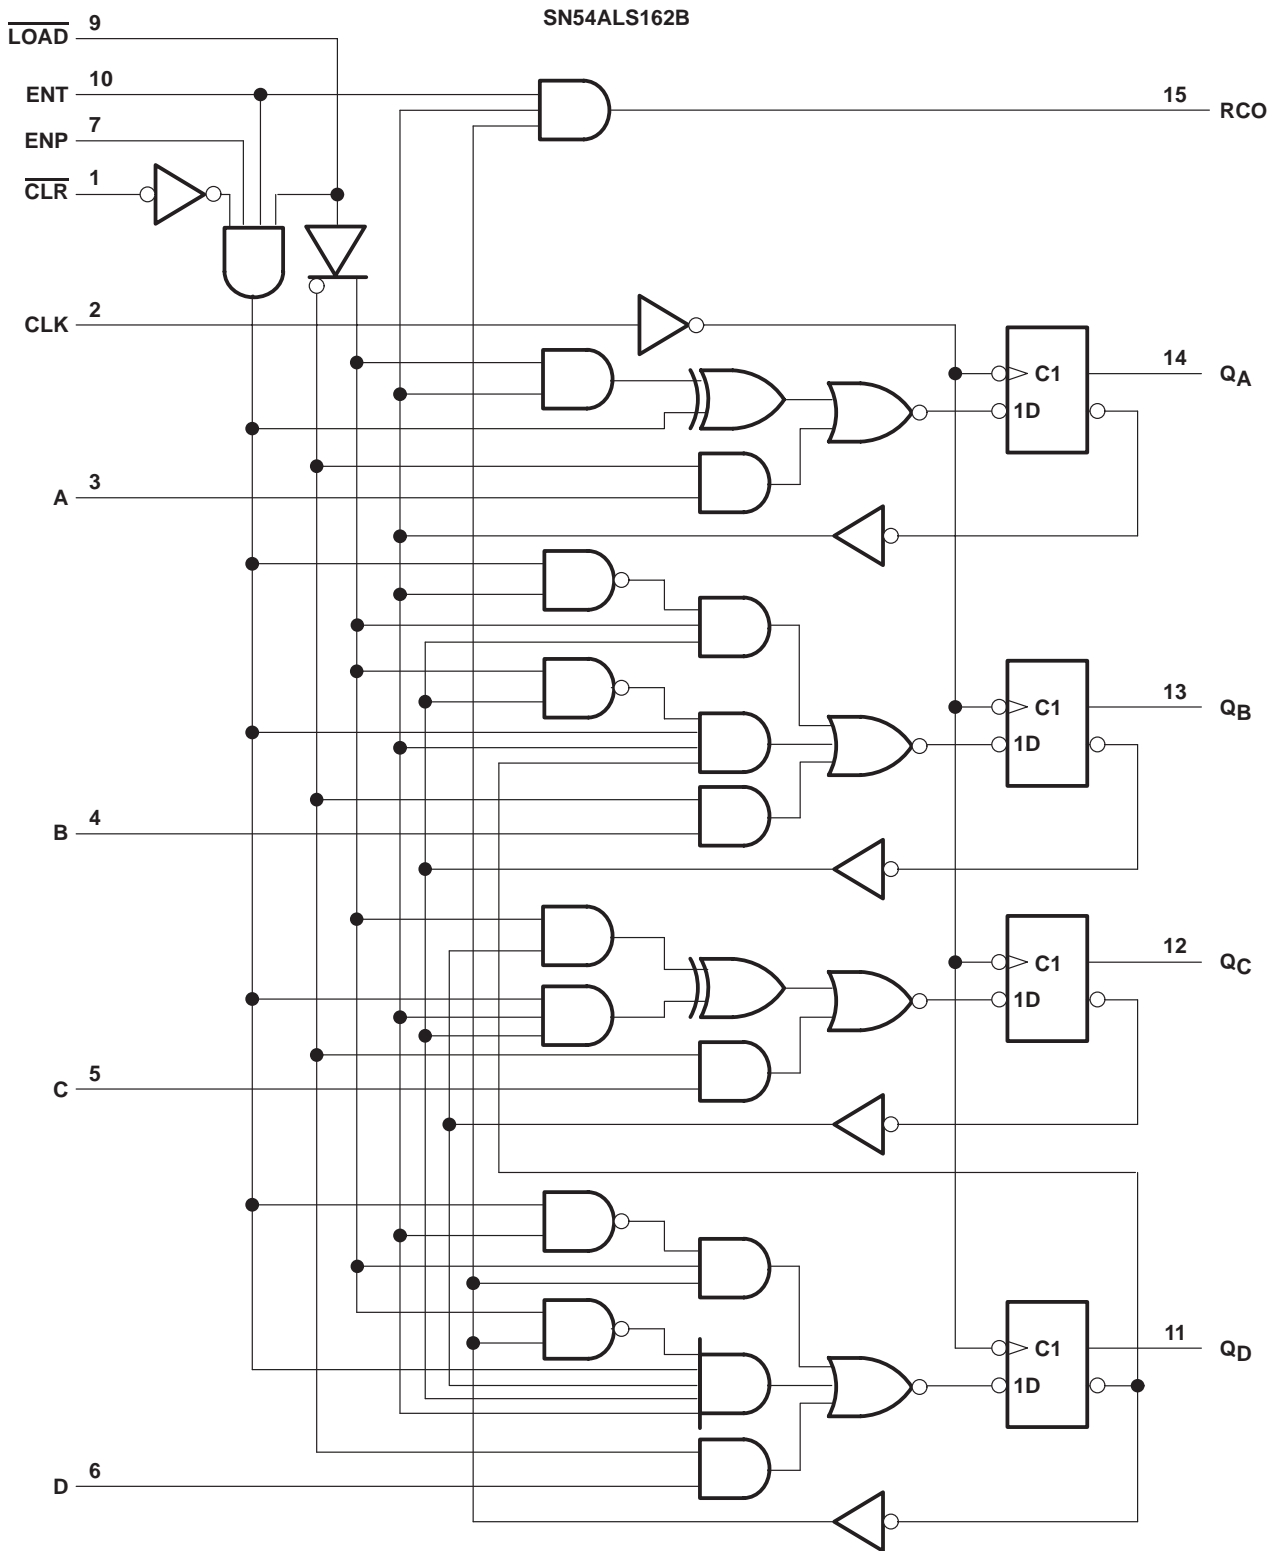 SN54ALS162B
LOAD 9
ENT 10
15 RCO
ENP 7
CLR 1
CLK 2
C1 14 QA
1D
A 3
C1 13 QB
1D
B 4
C1 12 QC
1D
C 5
C1 11 QD
1D
D 6